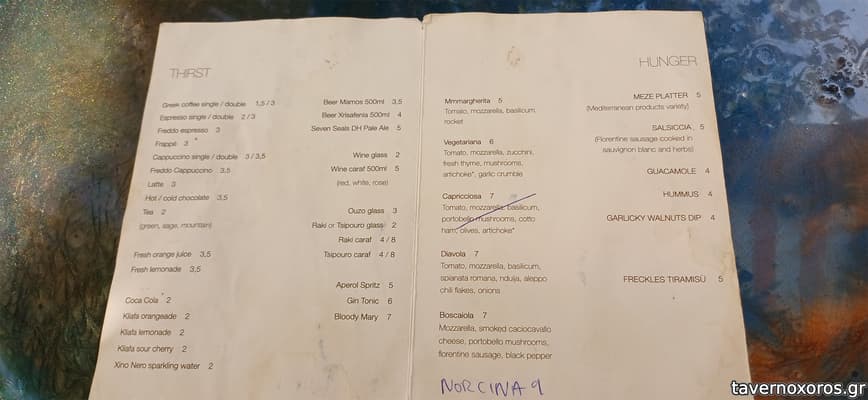 THIRST
Greek coffee single / double 1,5 / 3
Espresso single / double 2 / 3
Freddo espresso 3
Frappé 3
Cappuccino single / double 3 / 3,5
Freddo Cappuccino 3,5
Latte 3
Hot / cold chocolate 3,5
Tea 2
(green, sage, mountain)
Fresh orange juice 3,5
Fresh lemonade 3,5
Coca Cola 2
Kliafa orangeade 2
Kliafa lemonade 2
Kliafa sour cherry 2
Xino Nero sparkling water 2
Beer Mamos 500ml 3,5
Beer Xrisafenia 500ml 4
Seven Seals DH Pale Ale 5
Wine glass 2
Wine caraf 500ml 5
(red, white, rose)
Ouzo glass 3
Raki or Tsipouro glass 2
Raki caraf 4 / 8
Tsipouro caraf 4 / 8
Aperol Spritz 5
Gin Tonic 6
Bloody Mary 7
HUNGER
Mmmargherita 5
Tomato, mozzarella, basilicum,
rocket
Vegetariana 6
Tomato, mozzarella, zucchini,
fresh thyme, mushrooms,
artichoke*, garlic crumble
Capricciosa 7
Tomato, mozzarella, basilicum,
portobello mushrooms, cotto
ham, olives, artichoke*
Diavola 7
Tomato, mozzarella, basilicum,
spianata romana, nduija, aleppo
chili flakes, onions
Boscaiola 7
Mozzarella, smoked caciocavallo
cheese, portobello mushrooms,
florentine sausage, black pepper
NORCINA 9
MEZE PLATTER 5
(Mediterranean products variety)
SALSICCIA 5
(Florentine sausage cooked in
sauvignon blanc and herbs)
GUACAMOLE 4
HUMMUS 4
GARLICKY WALNUTS DIP 4
FRECKLES TIRAMISÙ 5
tavernoxoros.gr